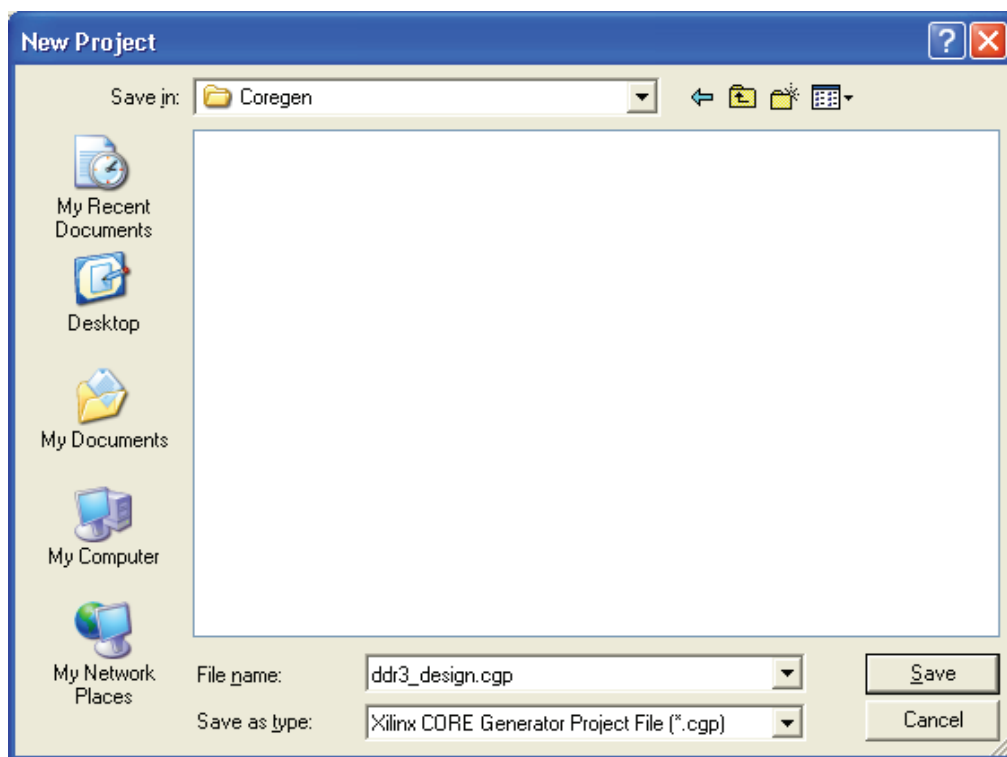 New Project
Save in:
Coregen
My Recent
Documents
Desktop
My Documents
My Computer
My Network
Places
File name:
ddr3_design.cgp
Save
Save as type:
Xilinx CORE Generator Project File (*.cgp)
Cancel